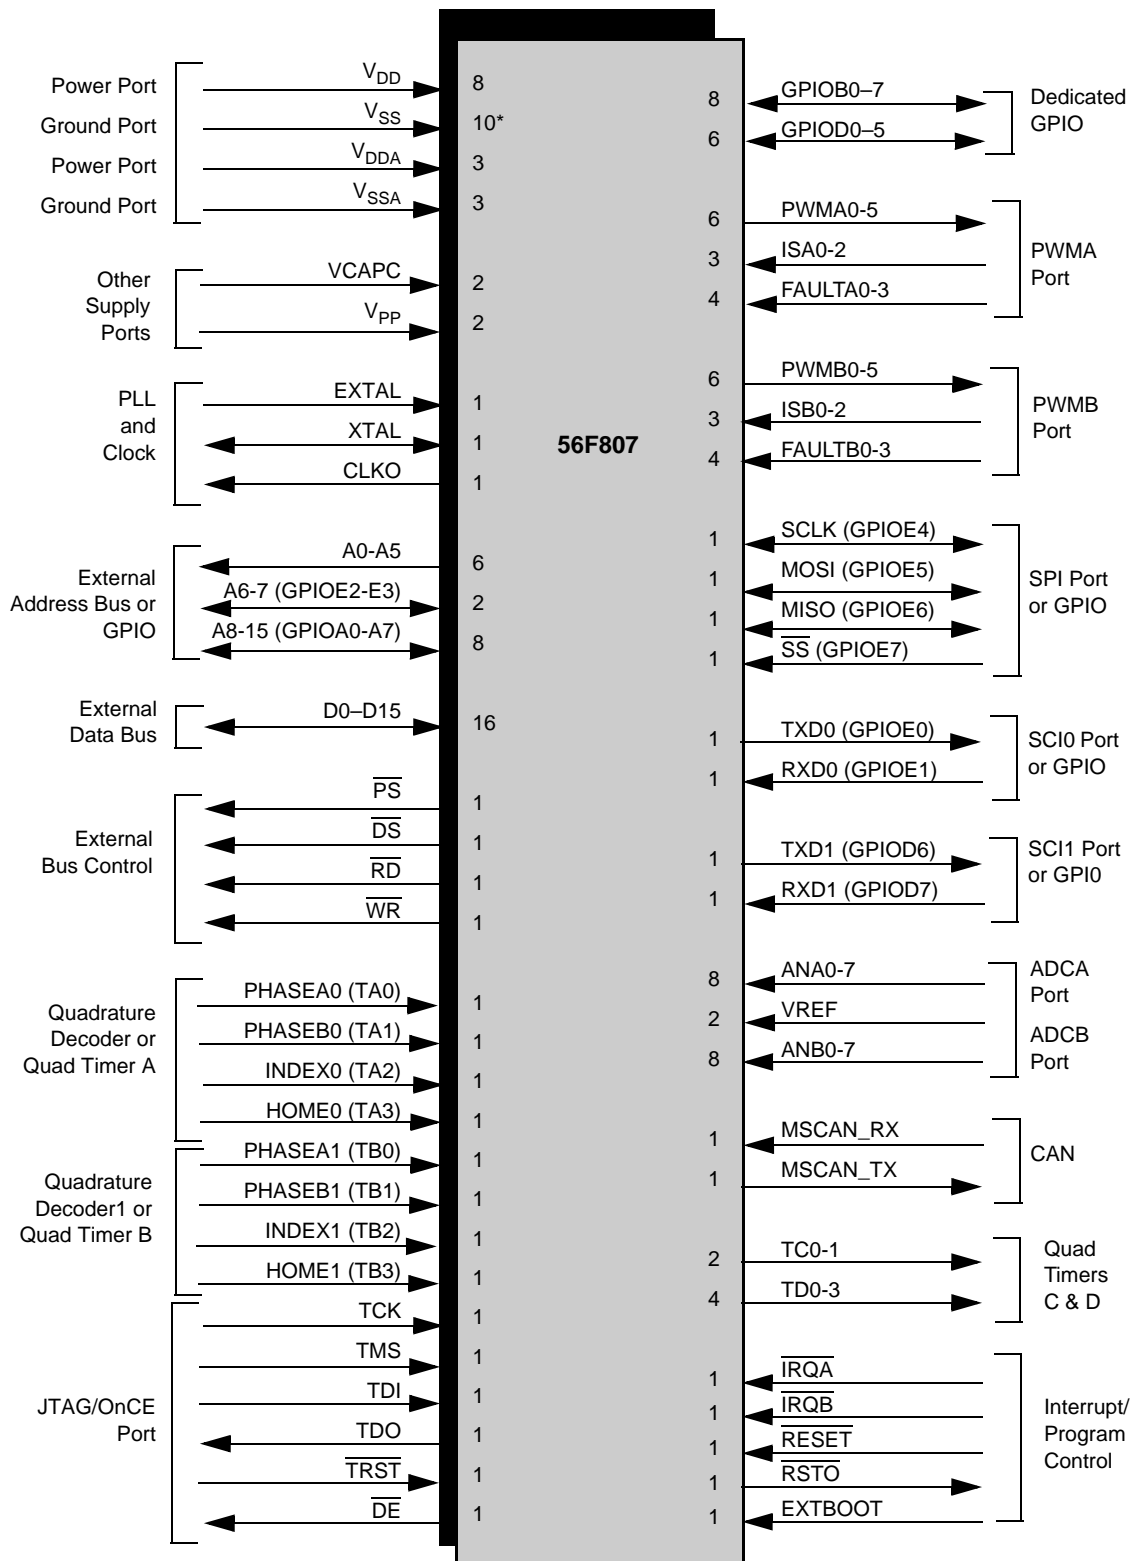 Power Port
V_DD
8
Ground Port
V_SS
10*
Power Port
V_DDA
3
Ground Port
V_SSA
3
Other
Supply
Ports
VCAPC
2
V_PP
2
PLL
and
Clock
EXTAL
1
XTAL
1
CLKO
1
External
Address Bus or
GPIO
A0-A5
6
A6-7 (GPIOE2-E3)
2
A8-15 (GPIOA0-A7)
8
External
Data Bus
D0–D15
16
External
Bus Control
PS
1
DS
1
RD
1
WR
1
Quadrature
Decoder or
Quad Timer A
PHASEA0 (TA0)
1
PHASEB0 (TA1)
1
INDEX0 (TA2)
1
HOME0 (TA3)
1
Quadrature
Decoder1 or
Quad Timer B
PHASEA1 (TB0)
1
PHASEB1 (TB1)
1
INDEX1 (TB2)
1
HOME1 (TB3)
1
JTAG/OnCE
Port
TCK
1
TMS
1
TDI
1
TDO
1
TRST
1
DE
1
56F807
8
GPIOB0–7
6
GPIOD0–5
Dedicated
GPIO
6
PWMA0-5
3
ISA0-2
4
FAULTA0-3
PWMA
Port
6
PWMB0-5
3
ISB0-2
4
FAULTB0-3
PWMB
Port
1
SCLK (GPIOE4)
1
MOSI (GPIOE5)
1
MISO (GPIOE6)
1
SS (GPIOE7)
SPI Port
or GPIO
1
TXD0 (GPIOE0)
1
RXD0 (GPIOE1)
SCI0 Port
or GPIO
1
TXD1 (GPIOD6)
1
RXD1 (GPIOD7)
SCI1 Port
or GPI0
8
ANA0-7
2
VREF
8
ANB0-7
ADCA
Port
ADCB
Port
1
MSCAN_RX
1
MSCAN_TX
CAN
2
TC0-1
4
TD0-3
Quad
Timers
C & D
1
IRQA
1
IRQB
1
RESET
1
RSTO
1
EXTBOOT
Interrupt/
Program
Control